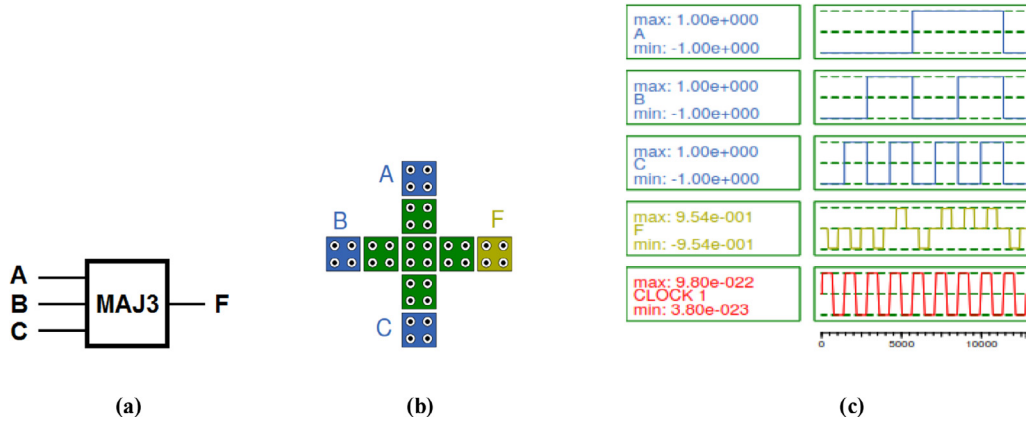 A
B
C
MAJ3
F
(a)
A
B
F
C
(b)
max: 1.00e+000
A
min: -1.00e+000
max: 1.00e+000
B
min: -1.00e+000
max: 1.00e+000
C
min: -1.00e+000
max: 9.54e-001
F
min: -9.54e-001
max: 9.80e-022
CLOCK 1
min: 3.80e-023
0 5000 10000
(c)